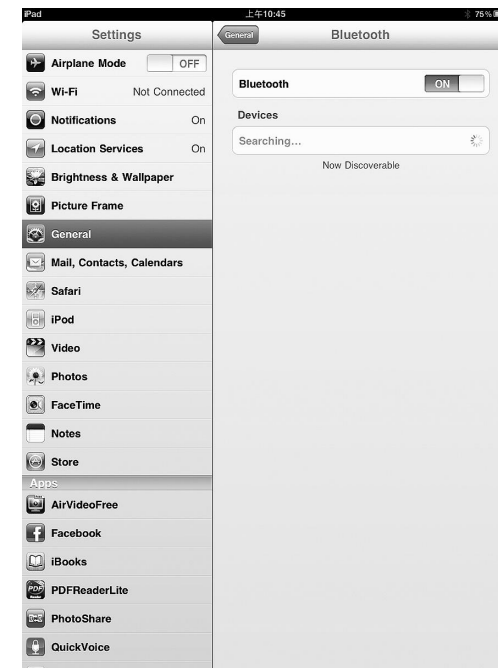 iPad 上午10:45 75%
Settings
General Bluetooth
Airplane Mode OFF
Wi-Fi Not Connected
Notifications On
Location Services On
Brightness & Wallpaper
Picture Frame
General
Mail, Contacts, Calendars
Safari
iPod
Video
Photos
FaceTime
Notes
Store
Apps
AirVideoFree
Facebook
iBooks
PDF
PDFReaderLite
PhotoShare
QuickVoice
Bluetooth ON
Devices
Searching...
Now Discoverable